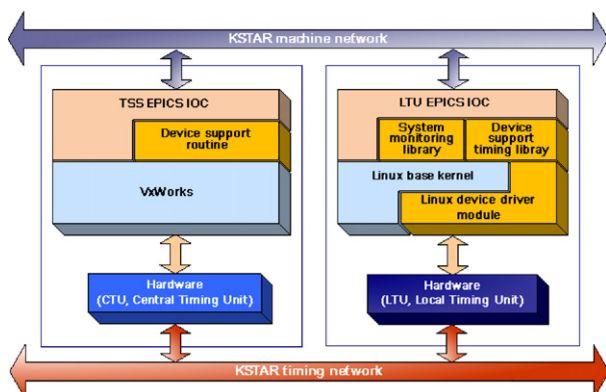 KSTAR machine network
TSS EPICS IOC
Device support
routine
VxWorks
Hardware
(CTU, Central Timing Unit)
LTU EPICS IOC
System
monitoring
library
Device
support
timing libray
Linux base kernel
Linux device driver
module
Hardware
(LTU, Local Timing Unit)
KSTAR timing network